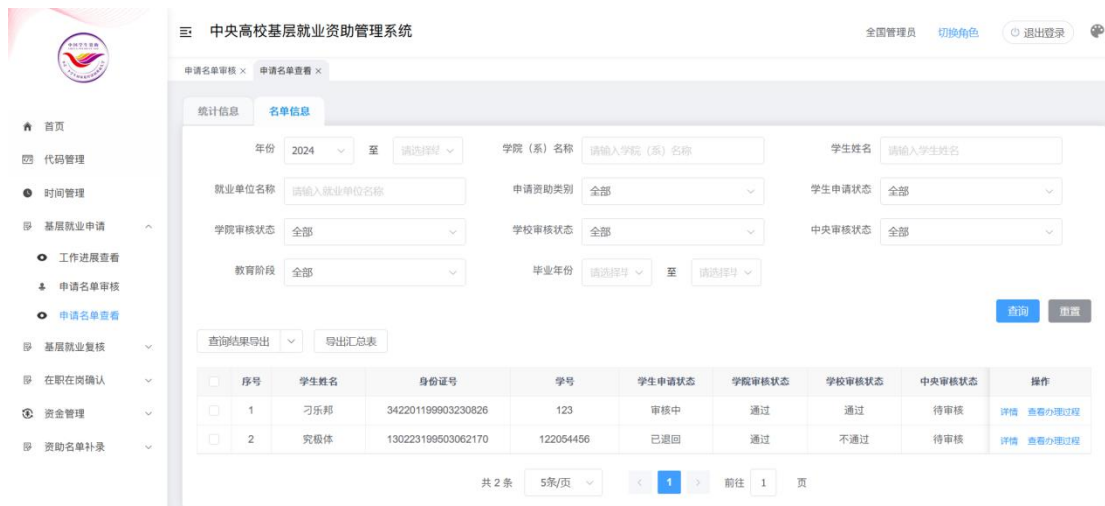 中央高校基层就业资助管理系统
全国管理员 切换角色 退出登录
申请名单审核 × 申请名单查看 ×
首页
代码管理
时间管理
基层就业申请
工作进展查看
申请名单审核
申请名单查看
基层就业复核
在职在岗确认
资金管理
资助名单补录
统计信息 名单信息
年份 2024 至 学院（系）名称 请输入学院（系）名称 学生姓名 请输入学生姓名
就业单位名称 请输入就业单位名称 申请资助类别 全部 学生申请状态 全部
学院审核状态 全部 学校审核状态 全部 中央审核状态 全部
教育阶段 全部 毕业年份 至
查询 重置
查询结果导出 导出汇总表
序号 学生姓名 身份证号 学号 学生申请状态 学院审核状态 学校审核状态 中央审核状态 操作
1 刁乐邦 342201199903230826 123 审核中 通过 通过 待审核 详情 查看办理过程
2 究极体 130223199503062170 122054456 已退回 通过 不通过 待审核 详情 查看办理过程
共 2 条 5条/页 < 1 > 前往 1 页